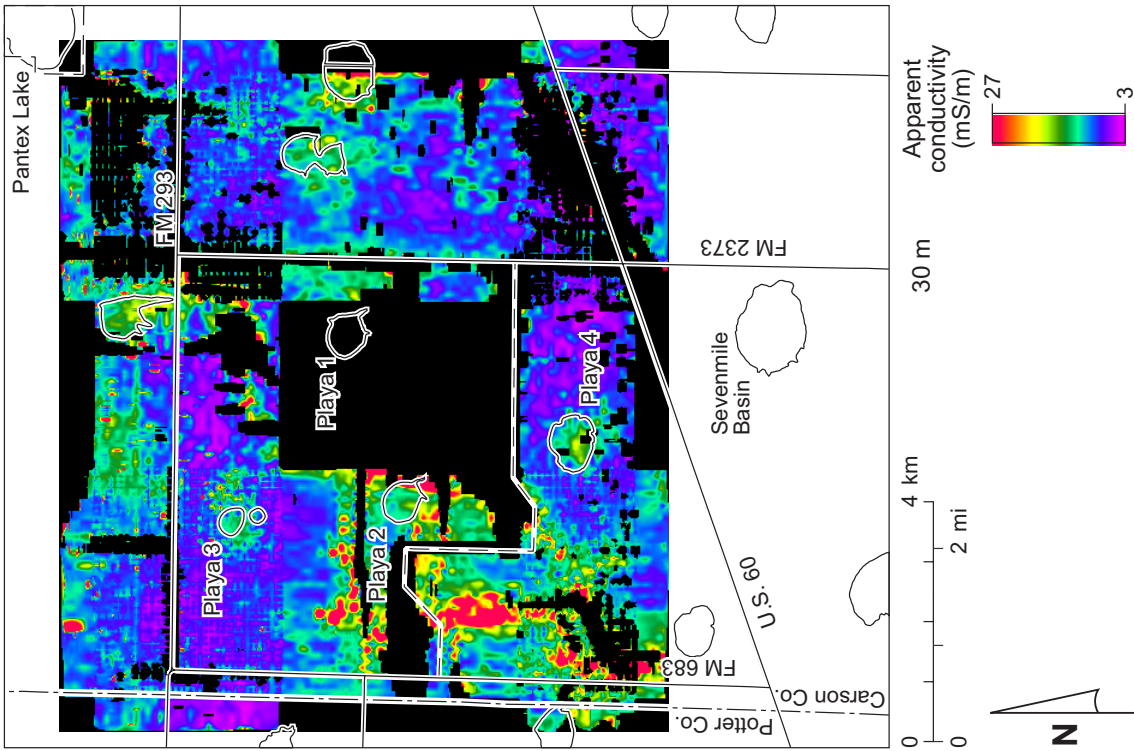 Pantex Lake
FM 293
Playa 3
Playa 1
Playa 2
Playa 4
FM 2373
FM 683
U.S. 60
Sevenmile
Basin
Potter Co.
Carson Co.
Apparent
conductivity
(mS/m)
27
3
30 m
0
4 km
0
2 mi
N